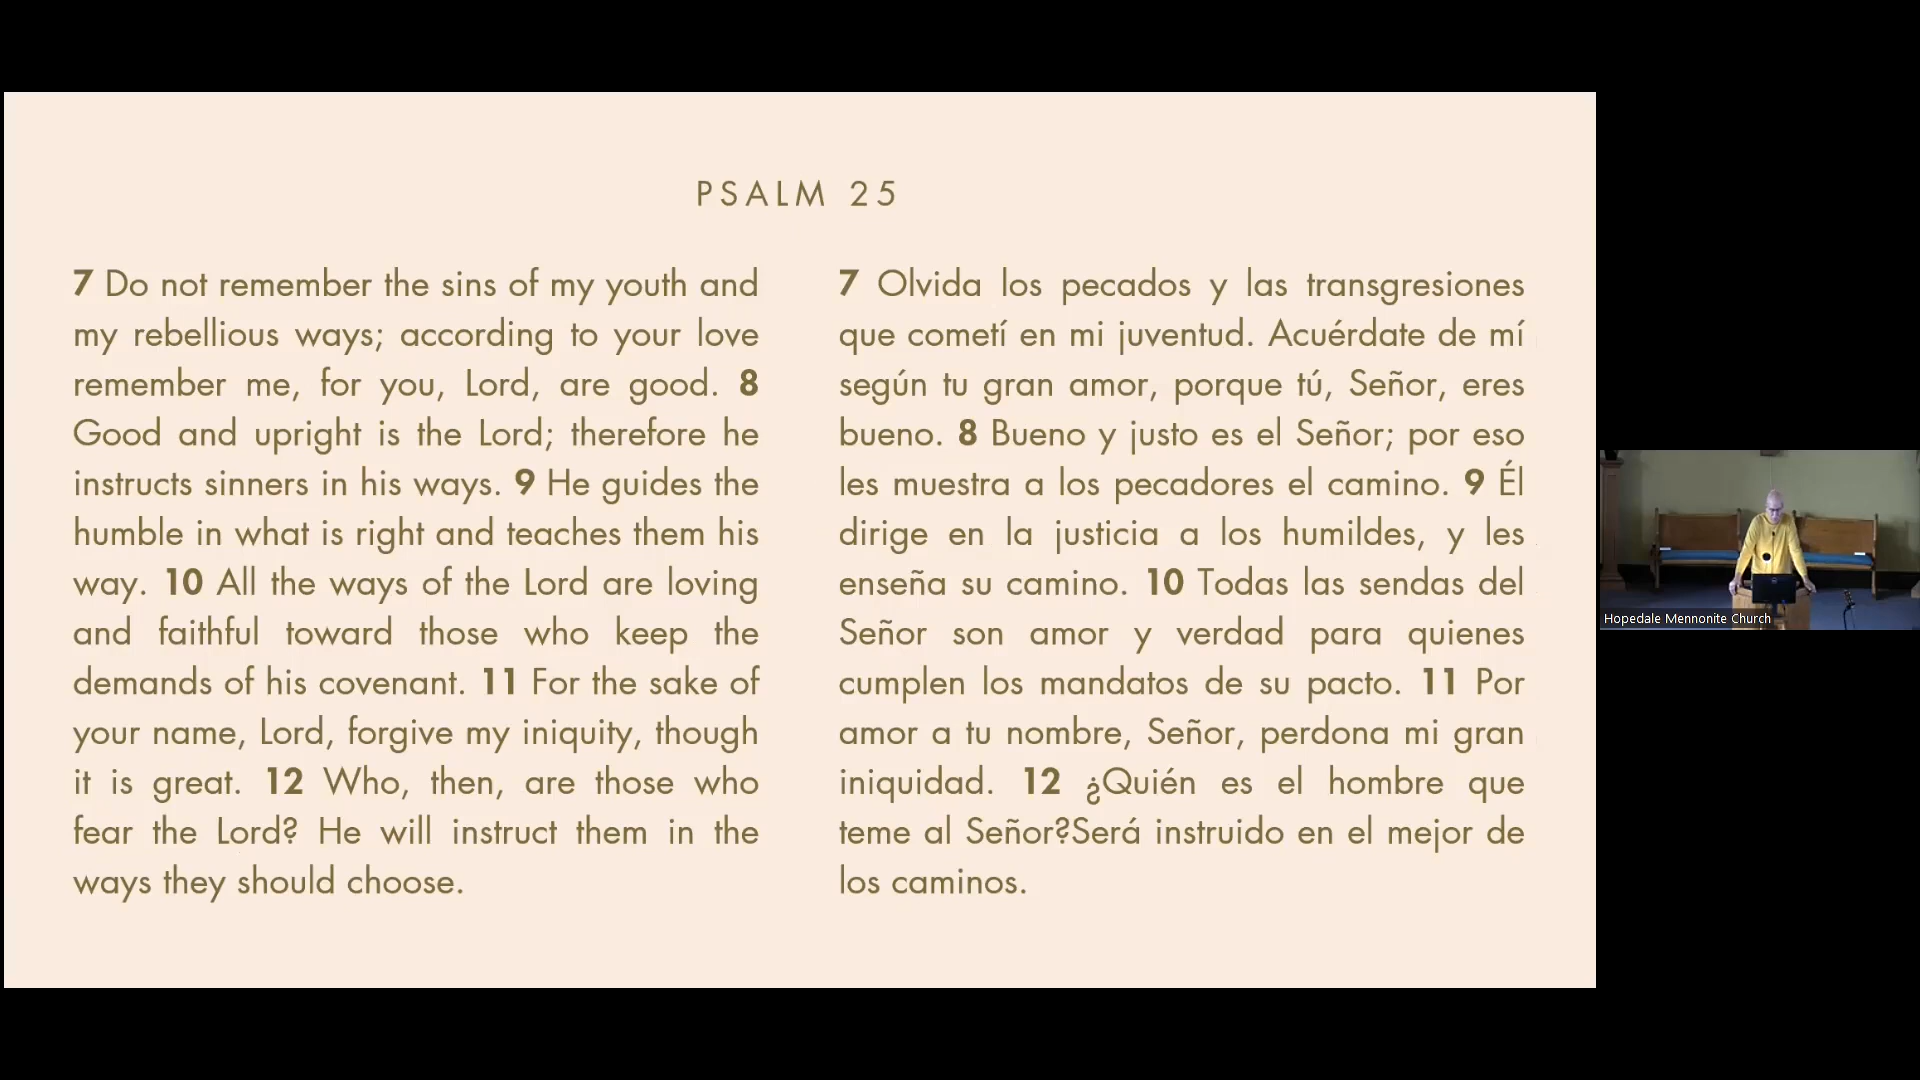 PSALM 25
7 Do not remember the sins of my youth and
my rebellious ways; according to your love
remember me, for you, Lord, are good. 8
Good and upright is the Lord; therefore he
instructs sinners in his ways. 9 He guides the
humble in what is right and teaches them his
way. 10 All the ways of the Lord are loving
and faithful toward those who keep the
demands of his covenant. 11 For the sake of
your name, Lord, forgive my iniquity, though
it is great. 12 Who, then, are those who
fear the Lord? He will instruct them in the
ways they should choose.
7 Olvida los pecados y las transgresiones
que cometí en mi juventud. Acuérdate de mí
según tu gran amor, porque tú, Señor, eres
bueno. 8 Bueno y justo es el Señor; por eso
les muestra a los pecadores el camino. 9 Él
dirige en la justicia a los humildes, y les
enseña su camino. 10 Todas las sendas del
Señor son amor y verdad para quienes
cumplen los mandatos de su pacto. 11 Por
amor a tu nombre, Señor, perdona mi gran
iniquidad. 12 ¿Quién es el hombre que
teme al Señor?Será instruido en el mejor de
los caminos.
Hopedale Mennonite Church